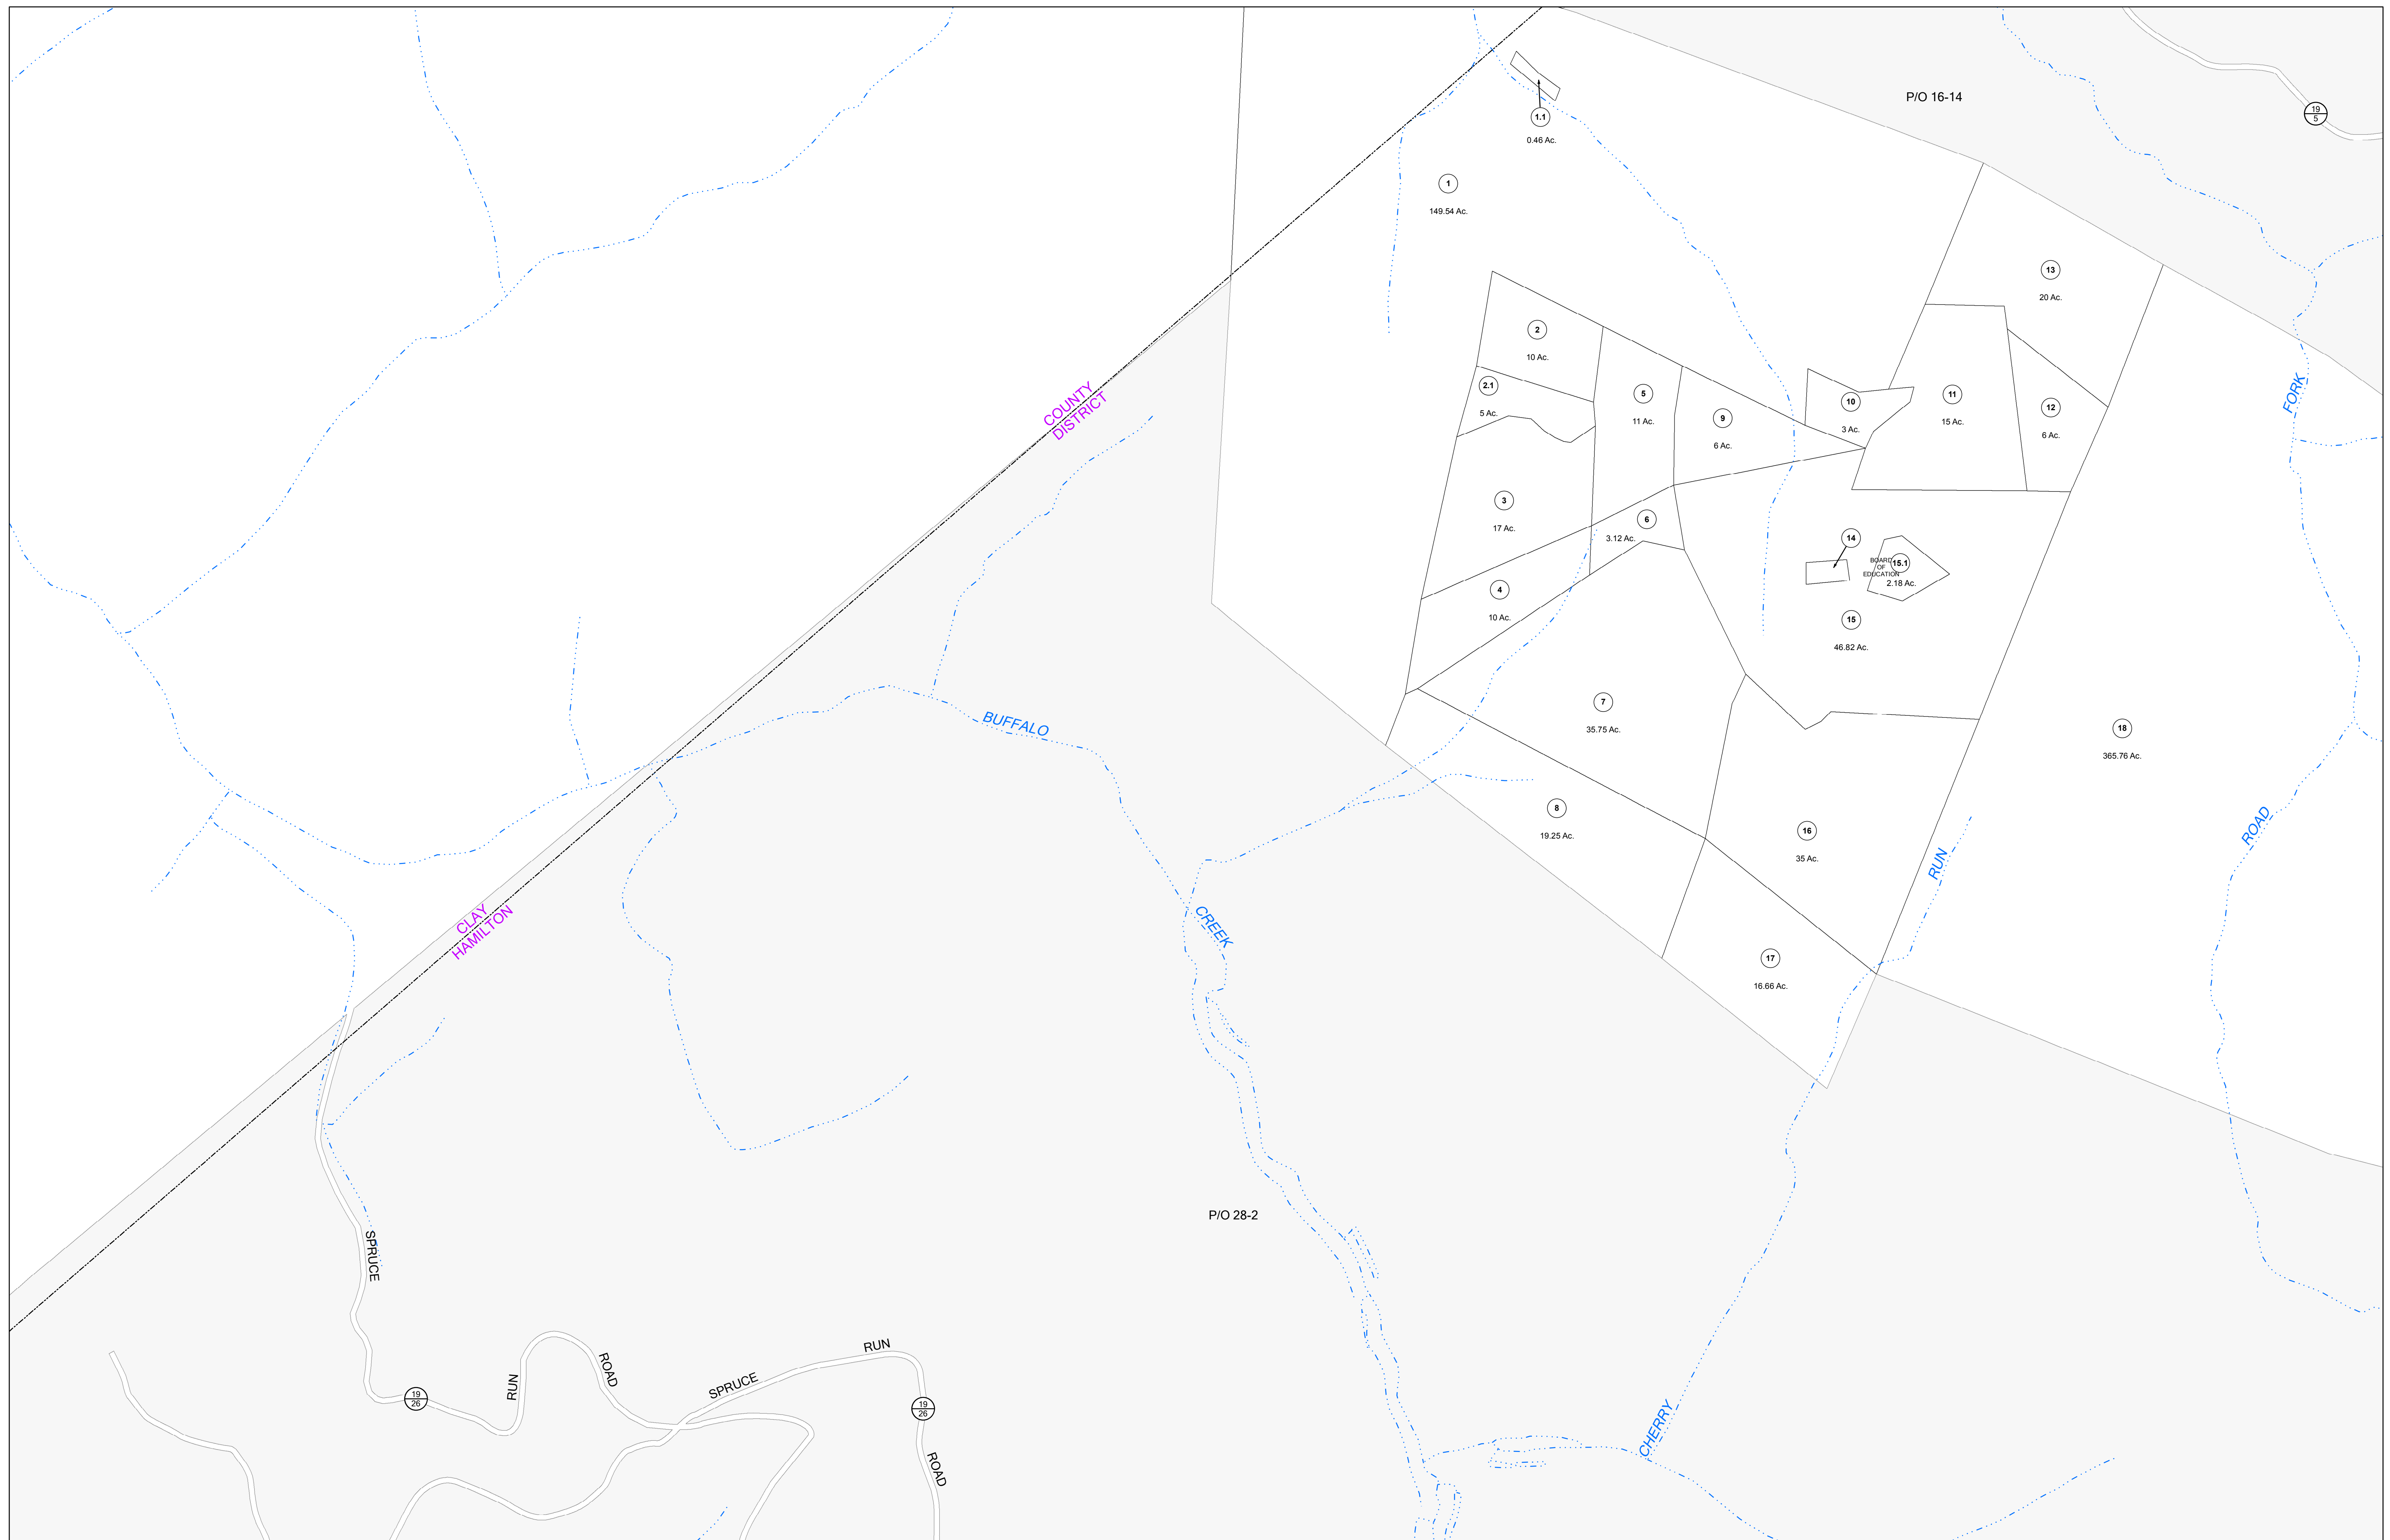 P/O 16-14
19
5
1.1
0.46 Ac.
1
149.54 Ac.
13
20 Ac.
2
10 Ac.
2.1
5 Ac.
5
11 Ac.
9
6 Ac.
10
3 Ac.
11
15 Ac.
12
6 Ac.
FORK
COUNTY
DISTRICT
3
17 Ac.
6
3.12 Ac.
14
BOARD
OF
EDUCATION
15.1
2.18 Ac.
4
10 Ac.
15
46.82 Ac.
7
35.75 Ac.
BUFFALO
18
365.76 Ac.
8
19.25 Ac.
16
35 Ac.
RUN
ROAD
CLAY
HAMILTON
CREEK
17
16.66 Ac.
P/O 28-2
SPRUCE
19
26
RUN
ROAD
SPRUCE
RUN
19
26
ROAD
CHERRY